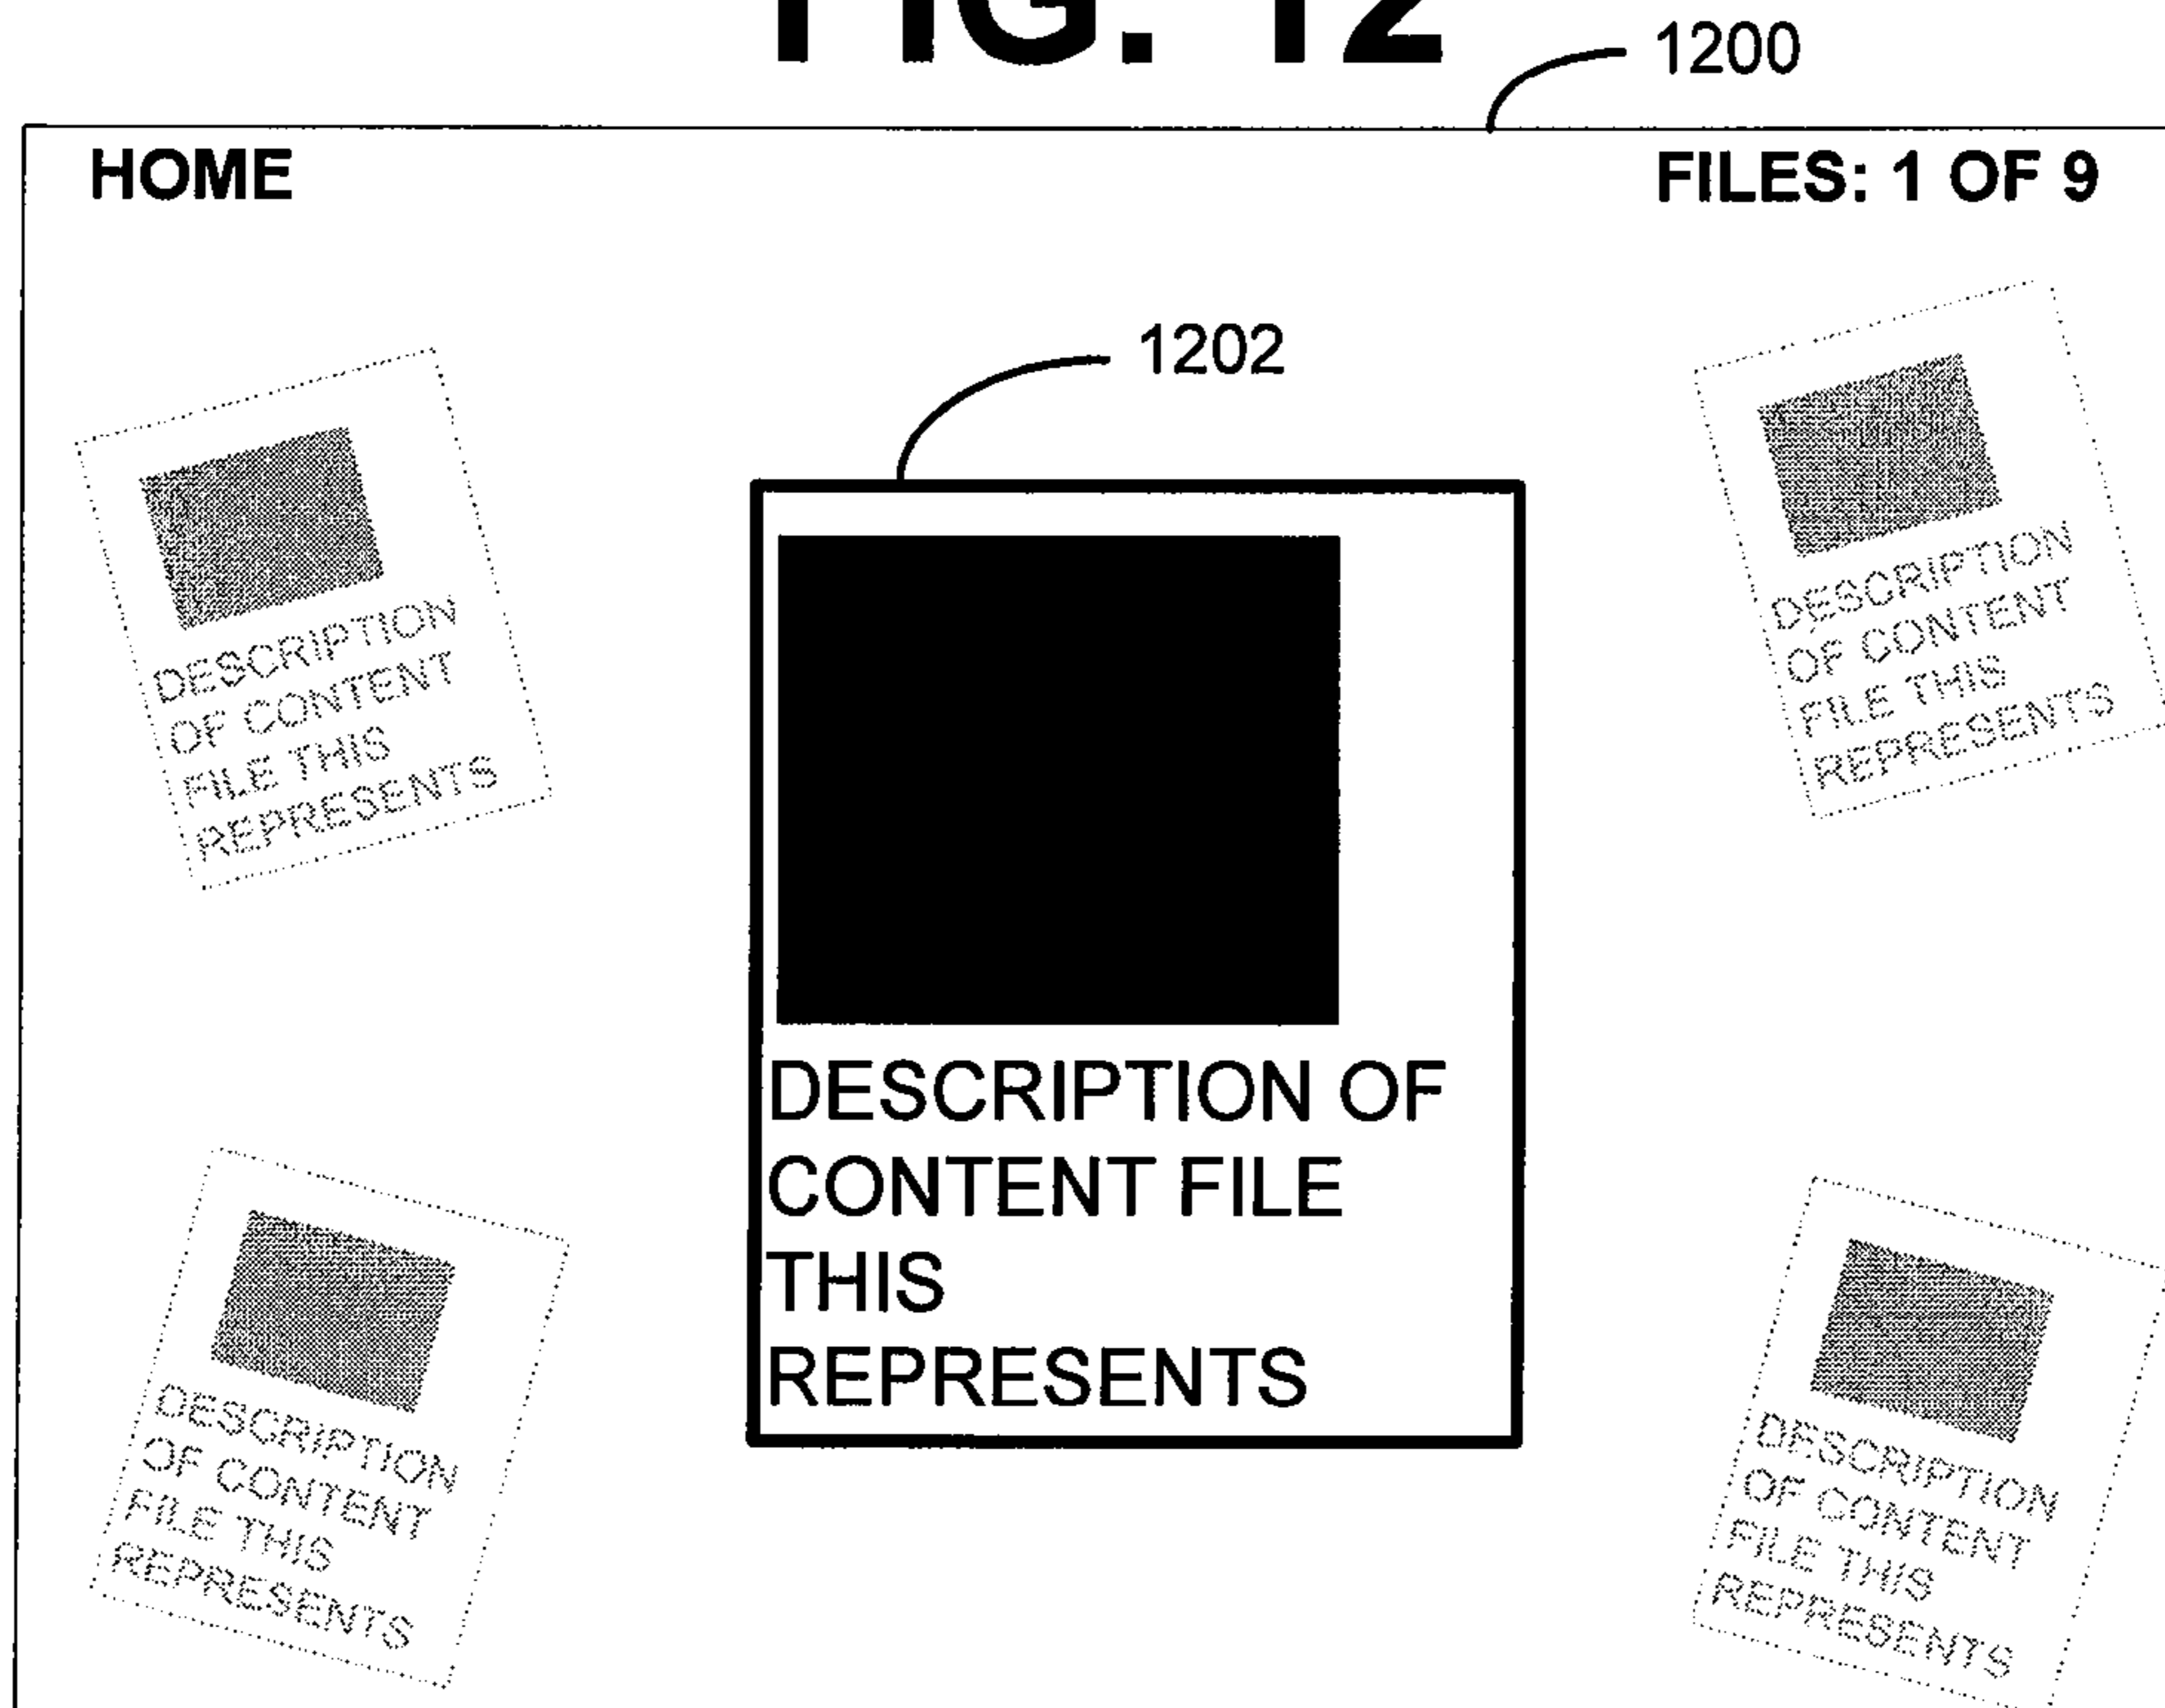 FIG. 12
1200
HOME
FILES: 1 OF 9
1202
DESCRIPTION
OF CONTENT
FILE THIS
REPRESENTS
DESCRIPTION
OF CONTENT
FILE THIS
REPRESENTS
DESCRIPTION OF
CONTENT FILE
THIS
REPRESENTS
DESCRIPTION
OF CONTENT
FILE THIS
REPRESENTS
DESCRIPTION
OF CONTENT
FILE THIS
REPRESENTS